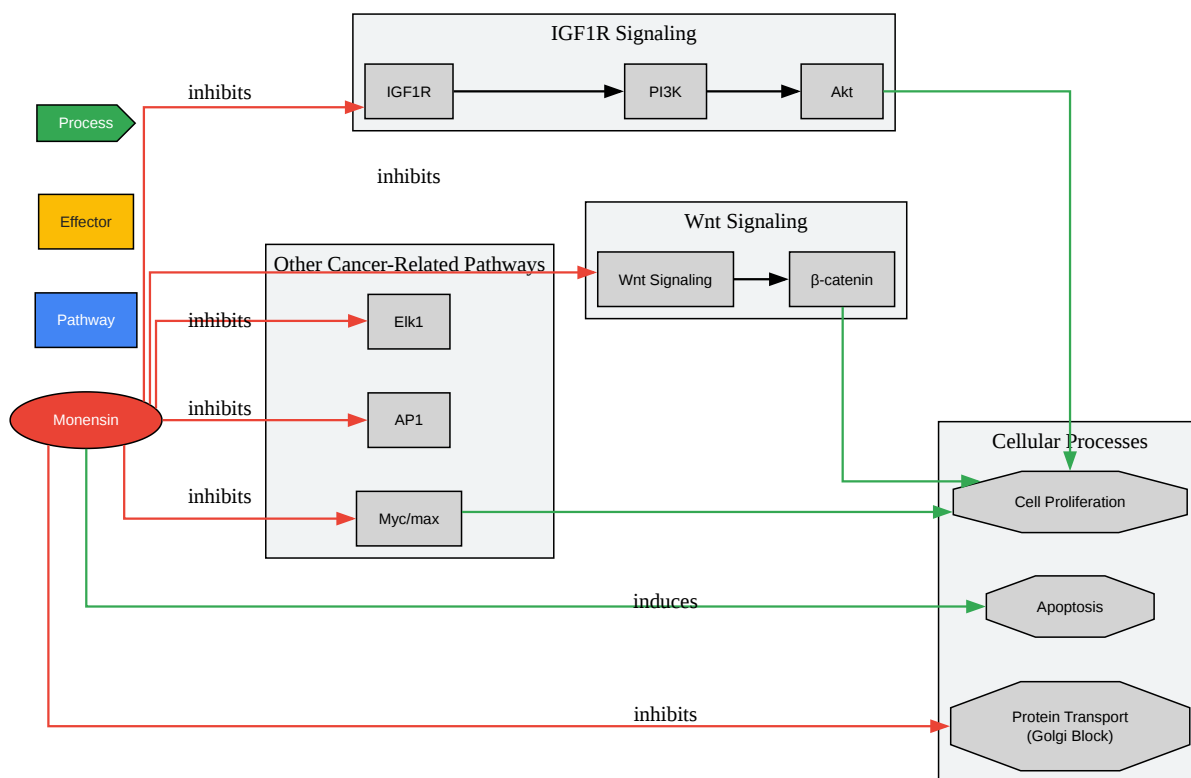 IGF1R Signaling
inhibits
IGF1R
PI3K
Akt
Process
inhibits
Effector
Wnt Signaling
Other Cancer-Related Pathways
Wnt Signaling
β-catenin
Pathway
inhibits
Elk1
inhibits
Monensin
AP1
Cellular Processes
inhibits
Myc/max
Cell Proliferation
induces
Apoptosis
inhibits
Protein Transport
(Golgi Block)